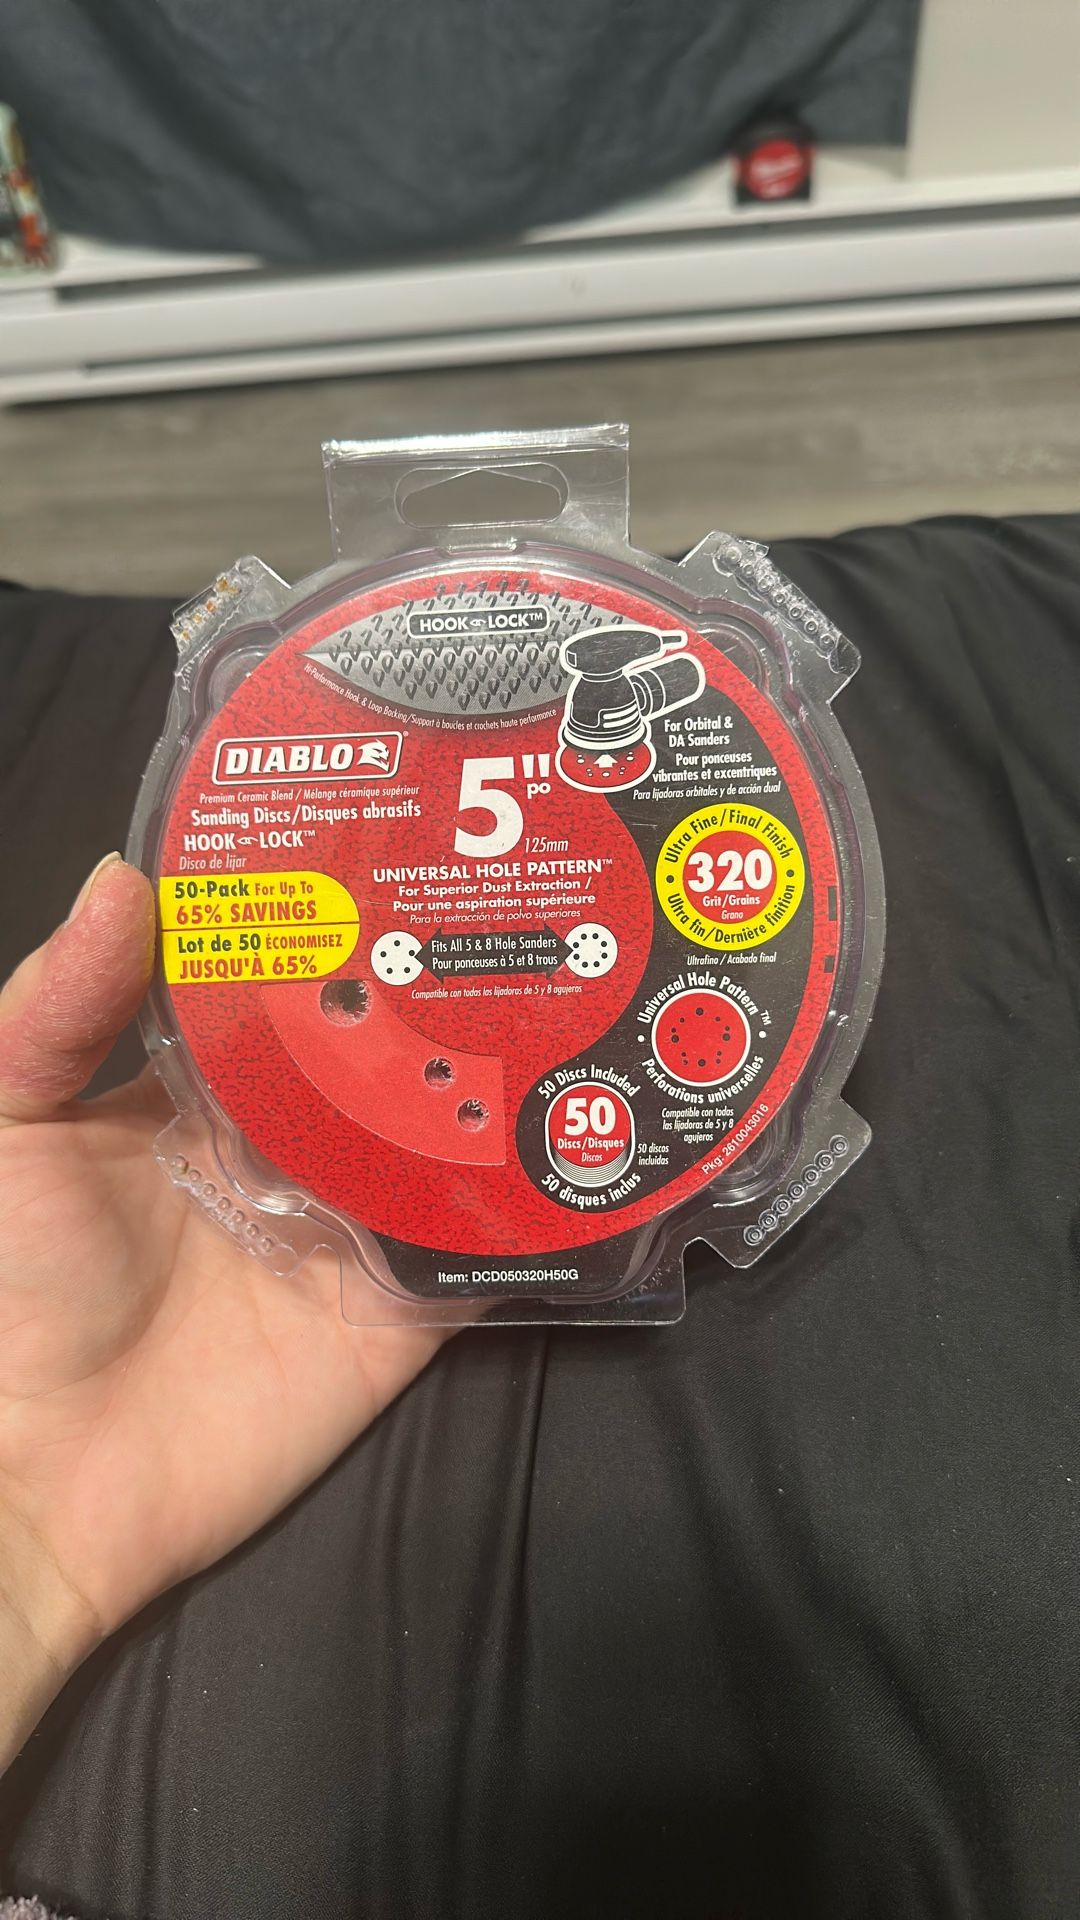 HOOK LOCK™
Hi-Performance Hook & Loop Backing/Support à boucles et crochets haute performance
DIABLO®
Premium Ceramic Blend / Mélange céramique supérieur
Sanding Discs/Disques abrasifs
HOOK LOCK™
Disco de lijar
50-Pack For Up To
65% SAVINGS
Lot de 50 ÉCONOMISEZ
JUSQU'À 65%
5"
po
125mm
UNIVERSAL HOLE PATTERN™
For Superior Dust Extraction /
Pour une aspiration supérieure
Para la extracción de polvo superiores
Fits All 5 & 8 Hole Sanders
Pour ponceuses à 5 et 8 trous
Compatible con todas las lijadoras de 5 y 8 agujeros
For Orbital &
DA Sanders
Pour ponceuses
vibrantes et excentriques
Para lijadoras orbitales y de acción dual
Ultra Fine/Final Finish
320
Grit/Grains
Grano
Ultra fin/Dernière finition
Ultrafino / Acabado final
Universal Hole Pattern™
Perforations universelles
Compatible con todas
las lijadoras de 5 y 8
agujeros
50 Discs Included
50
Discs/Disques
Discos
50 disques inclus
50 discos
incluidas
Pkg: 2610043016
Item: DCD050320H50G